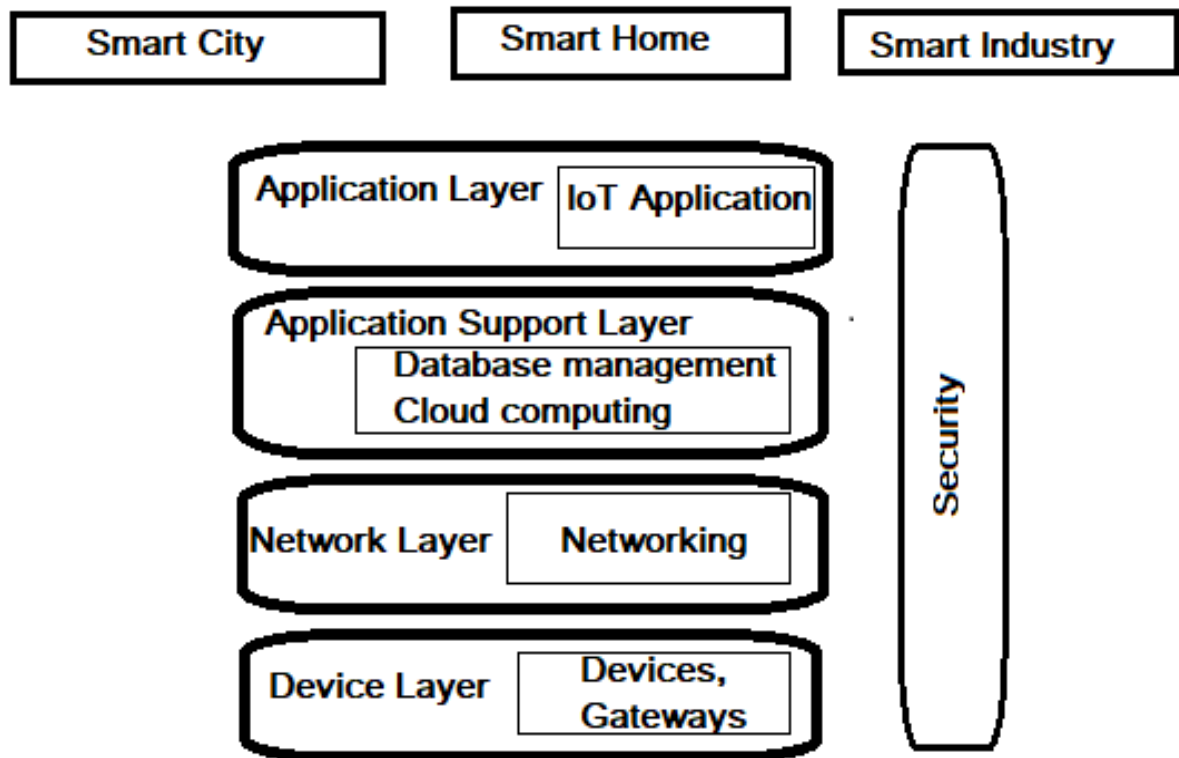 Smart City
Smart Home
Smart Industry
Application Layer
IoT Application
Application Support Layer
Database management
Cloud computing
Network Layer
Networking
Device Layer
Devices,
Gateways
Security